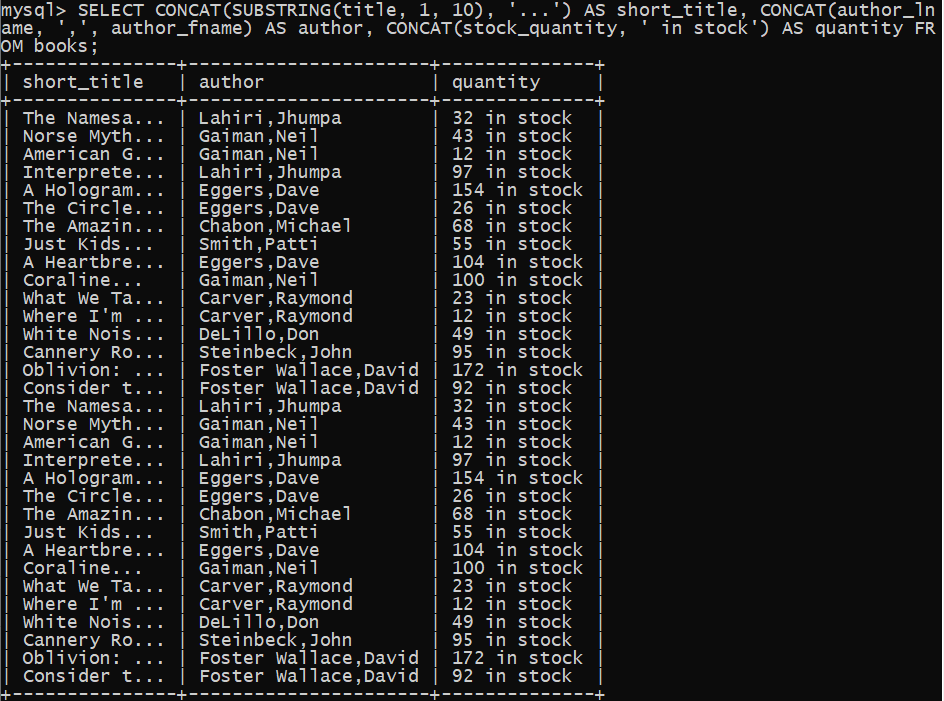 mysql> SELECT CONCAT(SUBSTRING(title, 1, 10), '...') AS short_title, CONCAT(author_ln
ame, ',', author_fname) AS author, CONCAT(stock_quantity, ' in stock') AS quantity FR
OM books;
+---------------+----------------------+--------------+
| short_title   | author               | quantity     |
+---------------+----------------------+--------------+
| The Namesa... | Lahiri,Jhumpa        | 32 in stock  |
| Norse Myth... | Gaiman,Neil          | 43 in stock  |
| American G... | Gaiman,Neil          | 12 in stock  |
| Interprete... | Lahiri,Jhumpa        | 97 in stock  |
| A Hologram... | Eggers,Dave          | 154 in stock |
| The Circle... | Eggers,Dave          | 26 in stock  |
| The Amazin... | Chabon,Michael       | 68 in stock  |
| Just Kids...  | Smith,Patti          | 55 in stock  |
| A Heartbre... | Eggers,Dave          | 104 in stock |
| Coraline...   | Gaiman,Neil          | 100 in stock |
| What We Ta... | Carver,Raymond       | 23 in stock  |
| Where I'm ... | Carver,Raymond       | 12 in stock  |
| White Nois... | DeLillo,Don          | 49 in stock  |
| Cannery Ro... | Steinbeck,John       | 95 in stock  |
| Oblivion: ... | Foster Wallace,David | 172 in stock |
| Consider t... | Foster Wallace,David | 92 in stock  |
| The Namesa... | Lahiri,Jhumpa        | 32 in stock  |
| Norse Myth... | Gaiman,Neil          | 43 in stock  |
| American G... | Gaiman,Neil          | 12 in stock  |
| Interprete... | Lahiri,Jhumpa        | 97 in stock  |
| A Hologram... | Eggers,Dave          | 154 in stock |
| The Circle... | Eggers,Dave          | 26 in stock  |
| The Amazin... | Chabon,Michael       | 68 in stock  |
| Just Kids...  | Smith,Patti          | 55 in stock  |
| A Heartbre... | Eggers,Dave          | 104 in stock |
| Coraline...   | Gaiman,Neil          | 100 in stock |
| What We Ta... | Carver,Raymond       | 23 in stock  |
| Where I'm ... | Carver,Raymond       | 12 in stock  |
| White Nois... | DeLillo,Don          | 49 in stock  |
| Cannery Ro... | Steinbeck,John       | 95 in stock  |
| Oblivion: ... | Foster Wallace,David | 172 in stock |
| Consider t... | Foster Wallace,David | 92 in stock  |
+---------------+----------------------+--------------+